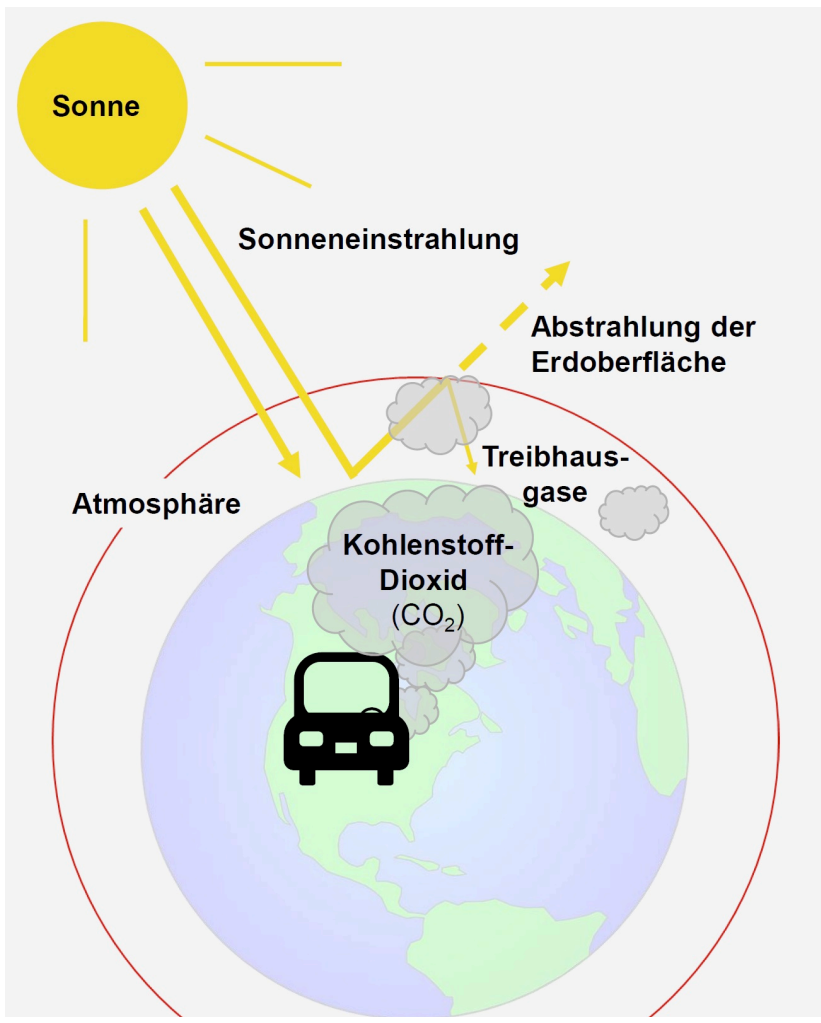 Sonne
Sonneneinstrahlung
Abstrahlung der
Erdoberfläche
Treibhaus-
gase
Atmosphäre
Kohlenstoff-
Dioxid
(CO₂)